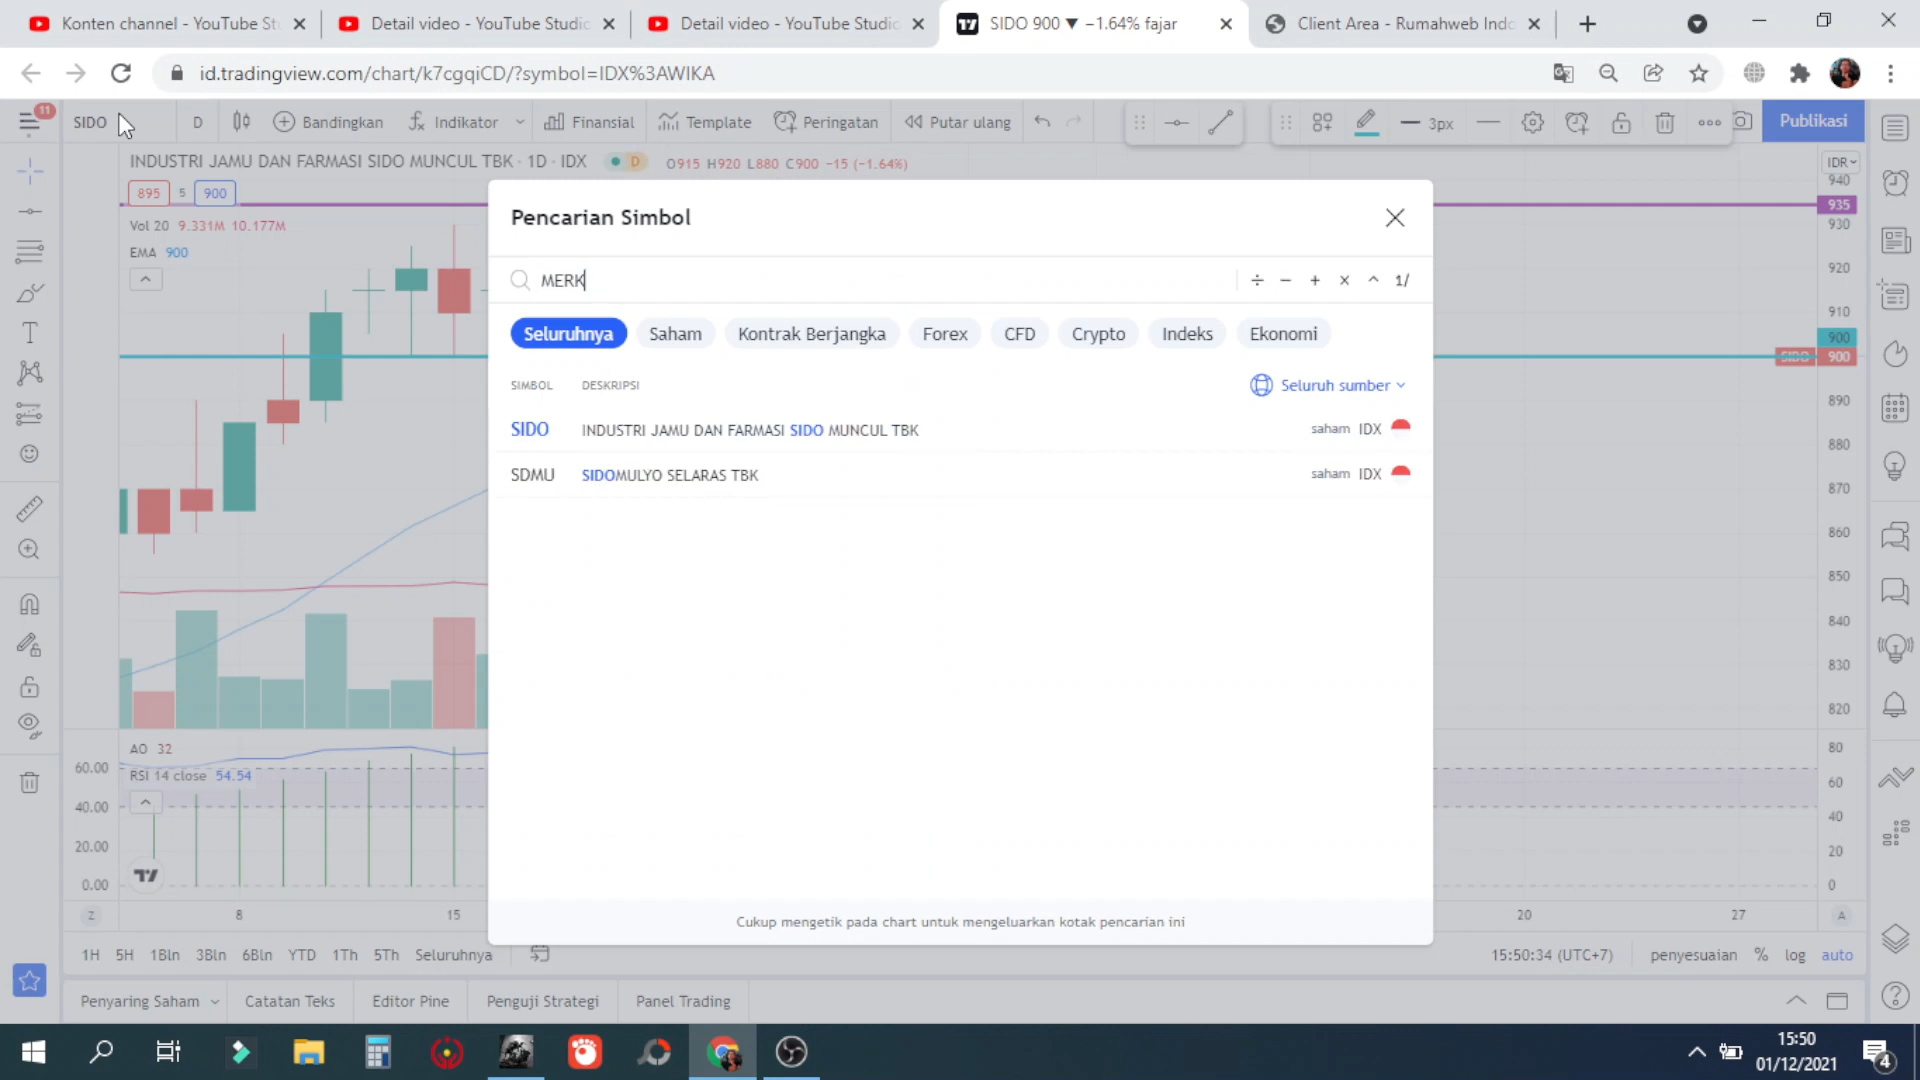 Konten channel - YouTube St
Detail video - YouTube Studio
Detail video - YouTube Studio
SIDO 900 ▼ −1.64% fajar
Client Area - Rumahweb Indo
id.tradingview.com/chart/k7cgqiCD/?symbol=IDX%3AWIKA
11
SIDO
D
Bandingkan
Indikator
Finansial
Template
Peringatan
Putar ulang
3px
Publikasi
INDUSTRI JAMU DAN FARMASI SIDO MUNCUL TBK · 1D · IDX
D
O915 H920 L880 C900 −15 (−1.64%)
IDR
895 5 900
Vol 20 9.331M 10.177M
EMA 900
940
935
930
920
910
900
SIDO 900
890
880
870
860
850
840
830
820
Pencarian Simbol
MERK
÷ − + × ^ 1/
Seluruhnya
Saham
Kontrak Berjangka
Forex
CFD
Crypto
Indeks
Ekonomi
SIMBOL DESKRIPSI
Seluruh sumber
SIDO INDUSTRI JAMU DAN FARMASI SIDO MUNCUL TBK saham IDX
SDMU SIDOMULYO SELARAS TBK saham IDX
Cukup mengetik pada chart untuk mengeluarkan kotak pencarian ini
AO 32
RSI 14 close 54.54
60.00
40.00
20.00
0.00
80
60
40
20
0
Z
8
15
20
27
A
1H 5H 1Bln 3Bln 6Bln YTD 1Th 5Th Seluruhnya
15:50:34 (UTC+7)
penyesuaian % log auto
Penyaring Saham
Catatan Teks
Editor Pine
Penguji Strategi
Panel Trading
15:50
01/12/2021
4